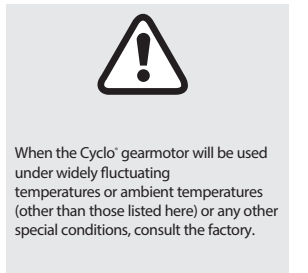 When the Cyclo® gearmotor will be used
under widely fluctuating
temperatures or ambient temperatures
(other than those listed here) or any other
special conditions, consult the factory.